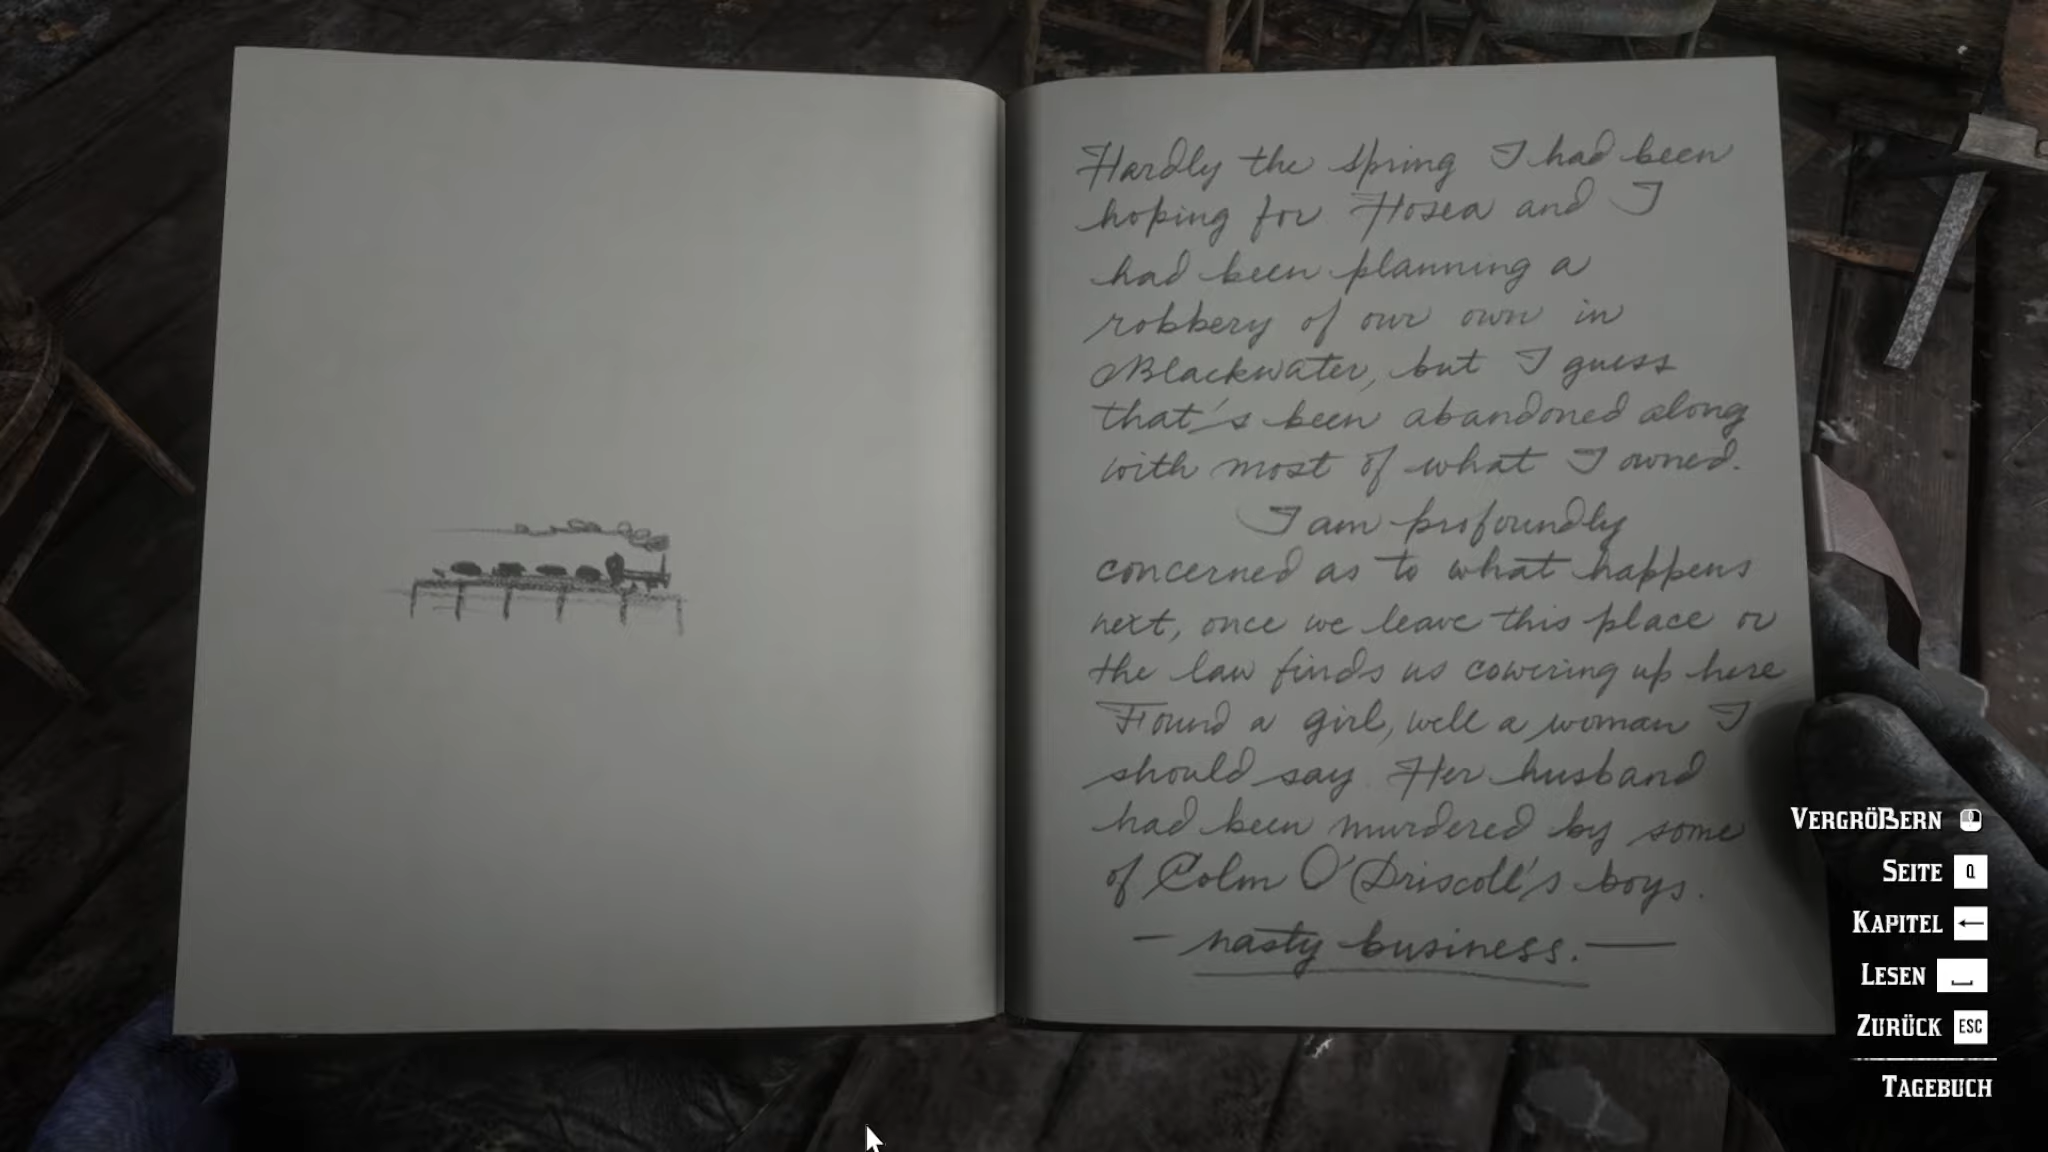 Hardly the spring I had been
hoping for Hosea and I
had been planning a
robbery of our own in
Blackwater, but I guess
that's been abandoned along
with most of what I owned.
I am profoundly
concerned as to what happens
next, once we leave this place or
the law finds us cowering up here
Found a girl, well a woman I
should say Her husband
had been murdered by some
of Colm O'Driscoll's boys.
— nasty business. —
VERGRÖẞERN
SEITE Q
KAPITEL ←
LESEN
ZURÜCK ESC
TAGEBUCH